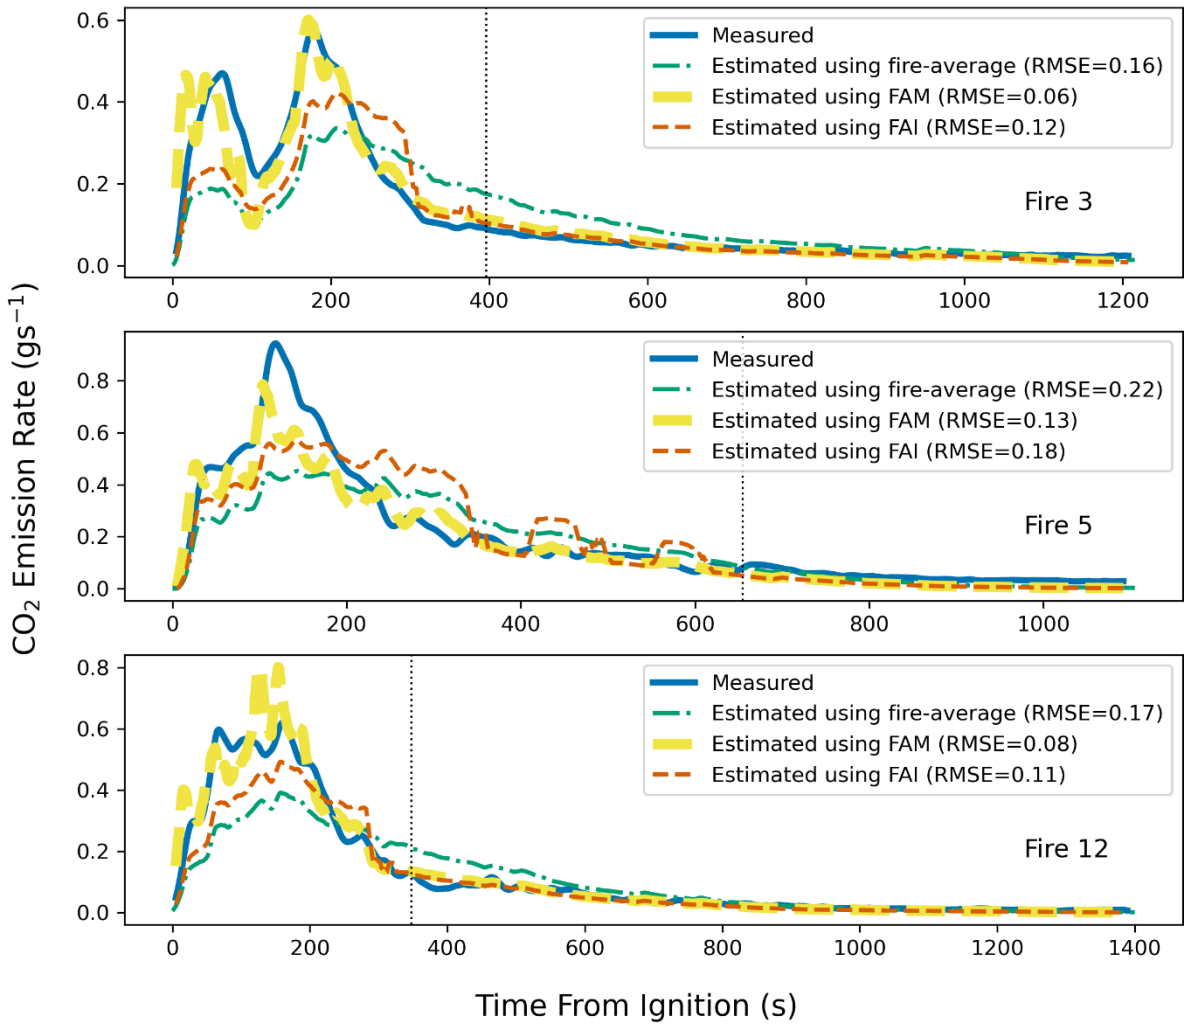 CO₂ Emission Rate (gs⁻¹)
0.6
0.4
0.2
0.0
Measured
Estimated using fire-average (RMSE=0.16)
Estimated using FAM (RMSE=0.06)
Estimated using FAI (RMSE=0.12)
Fire 3
0 200 400 600 800 1000 1200
0.8
0.6
0.4
0.2
0.0
Measured
Estimated using fire-average (RMSE=0.22)
Estimated using FAM (RMSE=0.13)
Estimated using FAI (RMSE=0.18)
Fire 5
0 200 400 600 800 1000
0.8
0.6
0.4
0.2
0.0
Measured
Estimated using fire-average (RMSE=0.17)
Estimated using FAM (RMSE=0.08)
Estimated using FAI (RMSE=0.11)
Fire 12
0 200 400 600 800 1000 1200 1400
Time From Ignition (s)